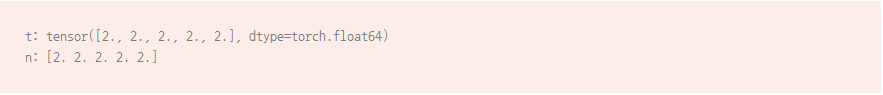 t: tensor([2., 2., 2., 2., 2.], dtype=torch.float64)
n: [2. 2. 2. 2. 2.]